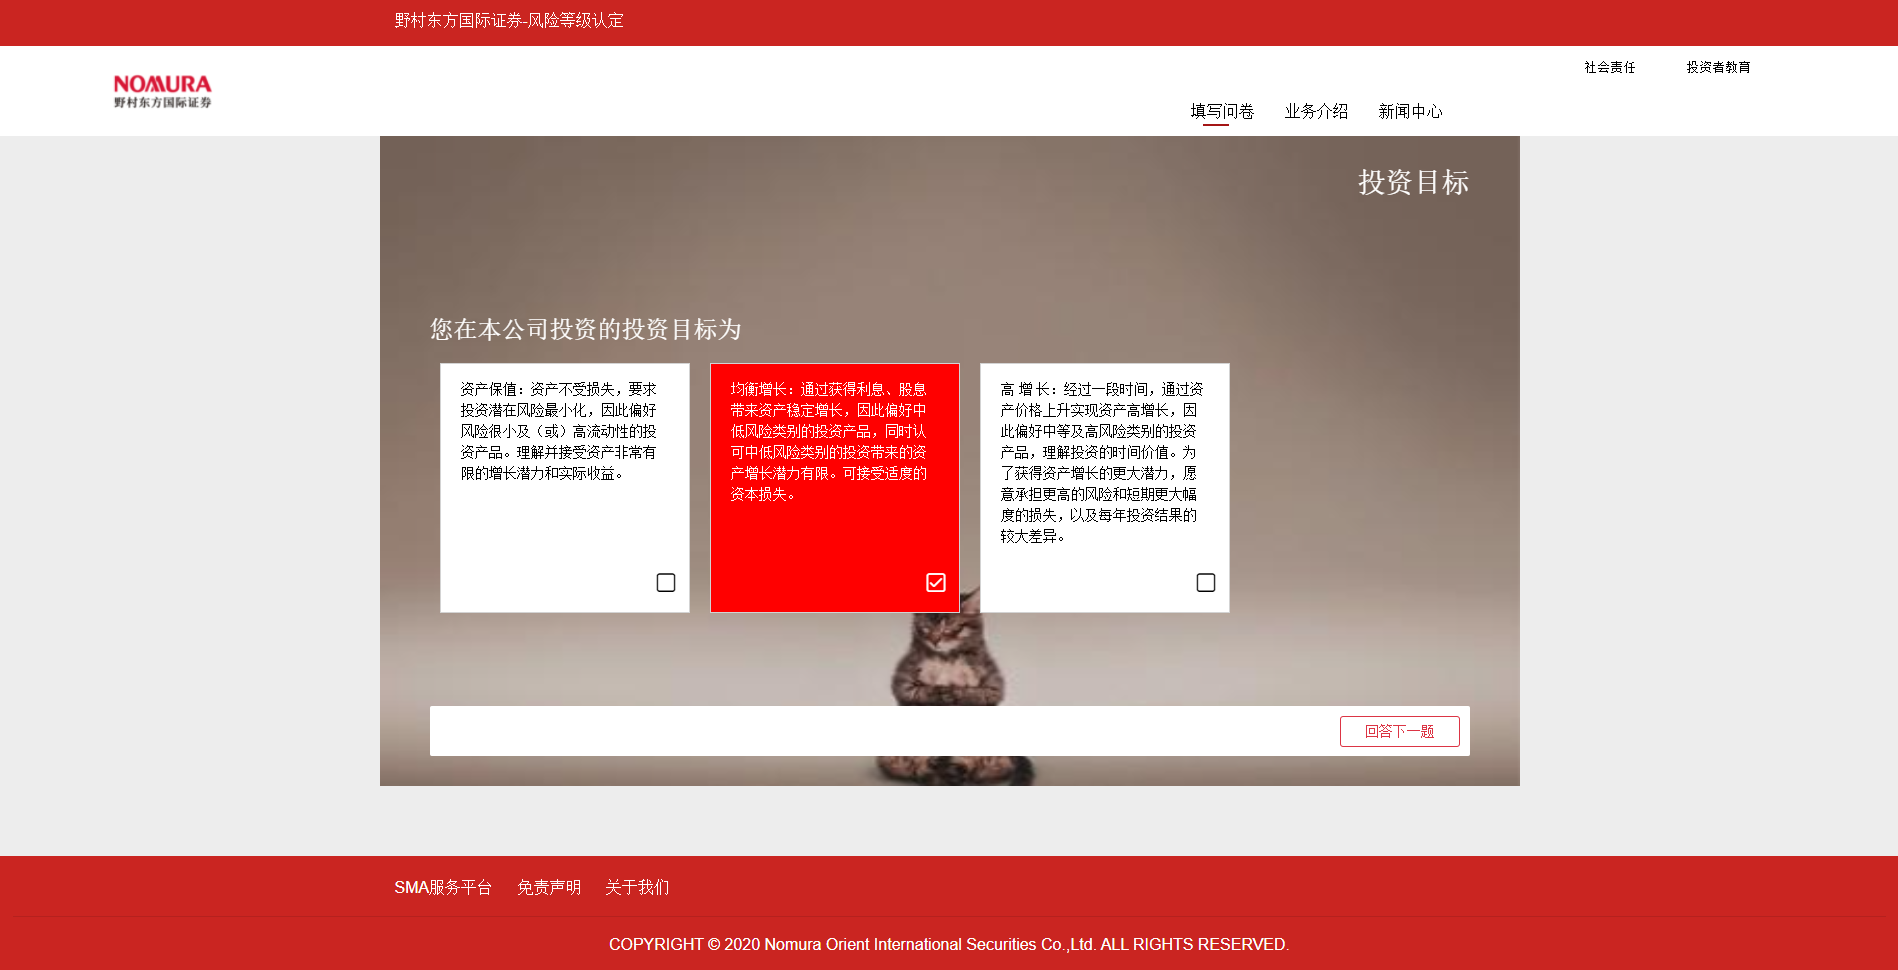 野村东方国际证券-风险等级认定
NOMURA
野村东方国际证券
社会责任
投资者教育
填写问卷
业务介绍
新闻中心
投资目标
您在本公司投资的投资目标为
资产保值：资产不受损失，要求
投资潜在风险最小化，因此偏好
风险很小及（或）高流动性的投
资产品。理解并接受资产非常有
限的增长潜力和实际收益。
均衡增长：通过获得利息、股息
带来资产稳定增长，因此偏好中
低风险类别的投资产品，同时认
可中低风险类别的投资带来的资
产增长潜力有限。可接受适度的
资本损失。
高 增 长：经过一段时间，通过资
产价格上升实现资产高增长，因
此偏好中等及高风险类别的投资
产品，理解投资的时间价值。为
了获得资产增长的更大潜力，愿
意承担更高的风险和短期更大幅
度的损失，以及每年投资结果的
较大差异。
回答下一题
SMA服务平台
免责声明
关于我们
COPYRIGHT © 2020 Nomura Orient International Securities Co.,Ltd. ALL RIGHTS RESERVED.